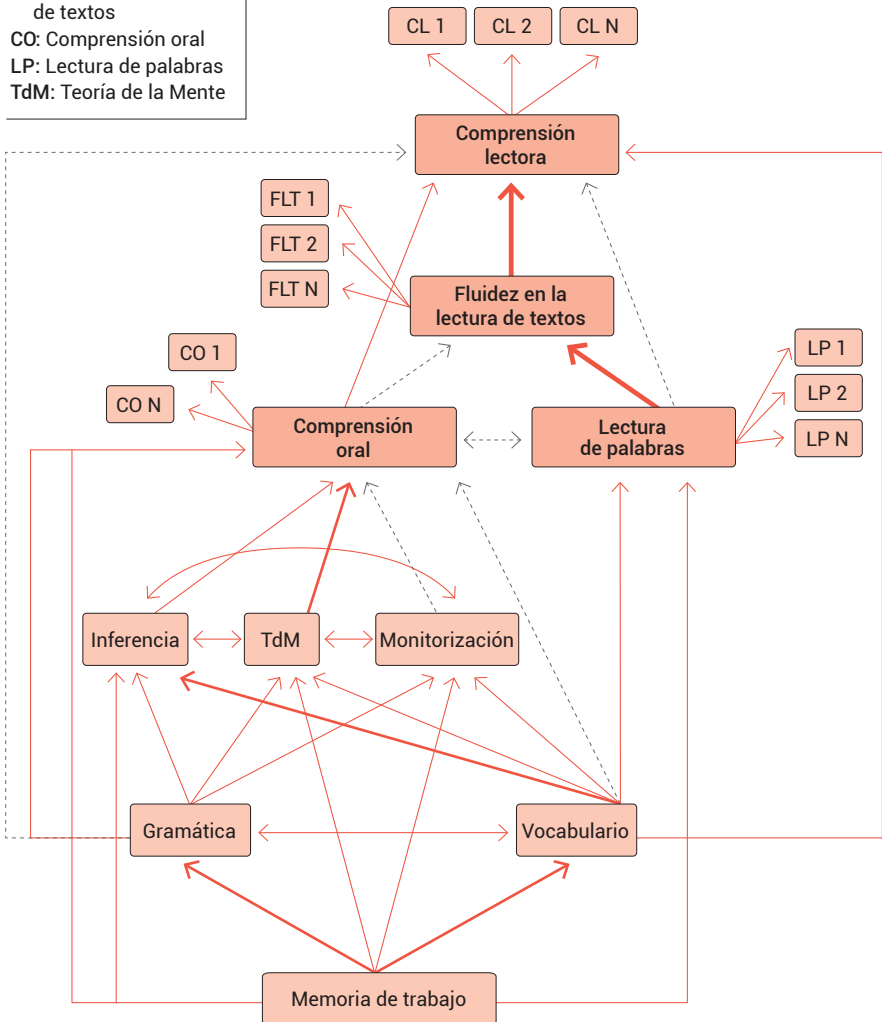 de textos
CO: Comprensión oral
LP: Lectura de palabras
TdM: Teoría de la Mente
CL 1
CL 2
CL N
Comprensión
lectora
FLT 1
FLT 2
FLT N
Fluidez en la
lectura de textos
CO 1
CO N
LP 1
LP 2
LP N
Comprensión
oral
Lectura
de palabras
Inferencia
TdM
Monitorización
Gramática
Vocabulario
Memoria de trabajo